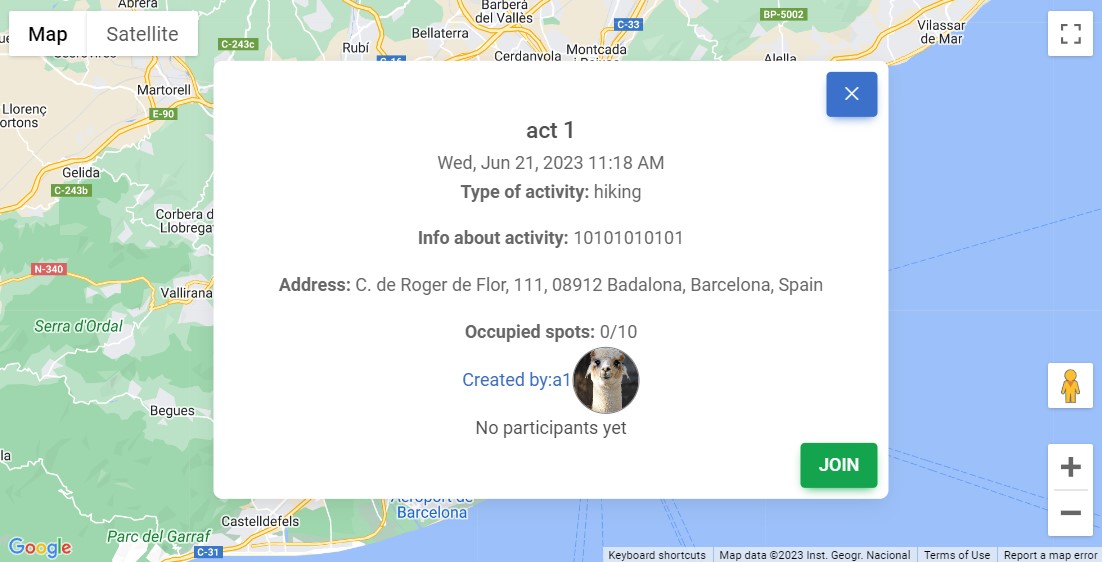 Abrera
Barberà
del Vallès
BP-5002
C-33
Vilassar
de Mar
Map
Satellite
Bellaterra
C-243c
Rubí
Montcada
Cerdanyola
Alella
Martorell
Llorenç
ortons
E-90
act 1
Wed, Jun 21, 2023 11:18 AM
Gelida
Type of activity: hiking
C-243b
Corbera d
Llobrega
Info about activity: 10101010101
N-340
Address: C. de Roger de Flor, 111, 08912 Badalona, Barcelona, Spain
Vallirana
Serra d'Ordal
Occupied spots: 0/10
Created by:a1
Begues
No participants yet
la
JOIN
Aeroport de
Barcelona
Castelldefels
Parc del Garraf
Google
C-31
Keyboard shortcuts
Map data ©2023 Inst. Geogr. Nacional
Terms of Use
Report a map error